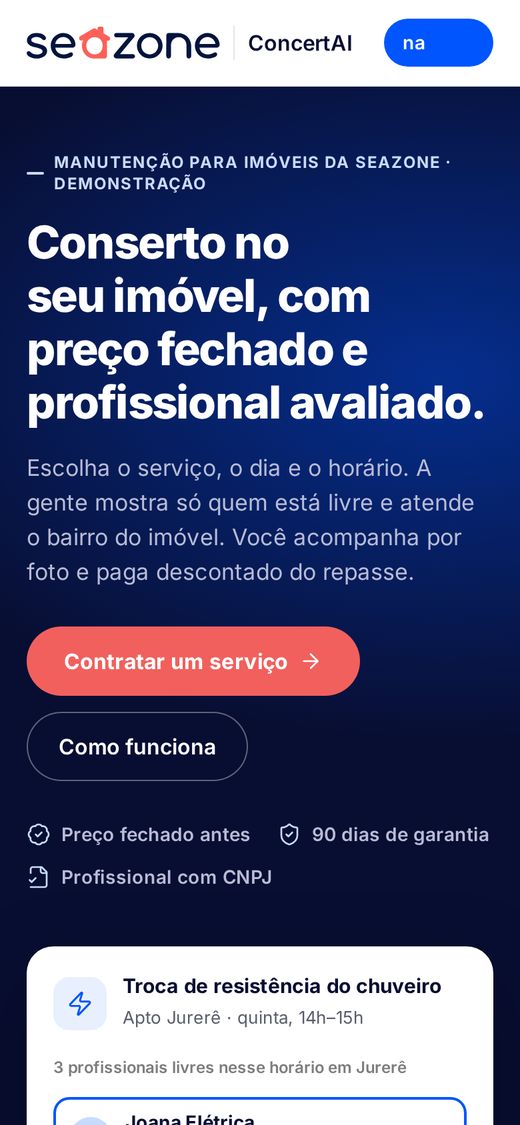 seazone ConcertAI na
MANUTENÇÃO PARA IMÓVEIS DA SEAZONE ·
DEMONSTRAÇÃO
Conserto no
seu imóvel, com
preço fechado e
profissional avaliado.
Escolha o serviço, o dia e o horário. A
gente mostra só quem está livre e atende
o bairro do imóvel. Você acompanha por
foto e paga descontado do repasse.
Contratar um serviço
Como funciona
Preço fechado antes 90 dias de garantia
Profissional com CNPJ
Troca de resistência do chuveiro
Apto Jurerê · quinta, 14h–15h
3 profissionais livres nesse horário em Jurerê
Joana Elétrica